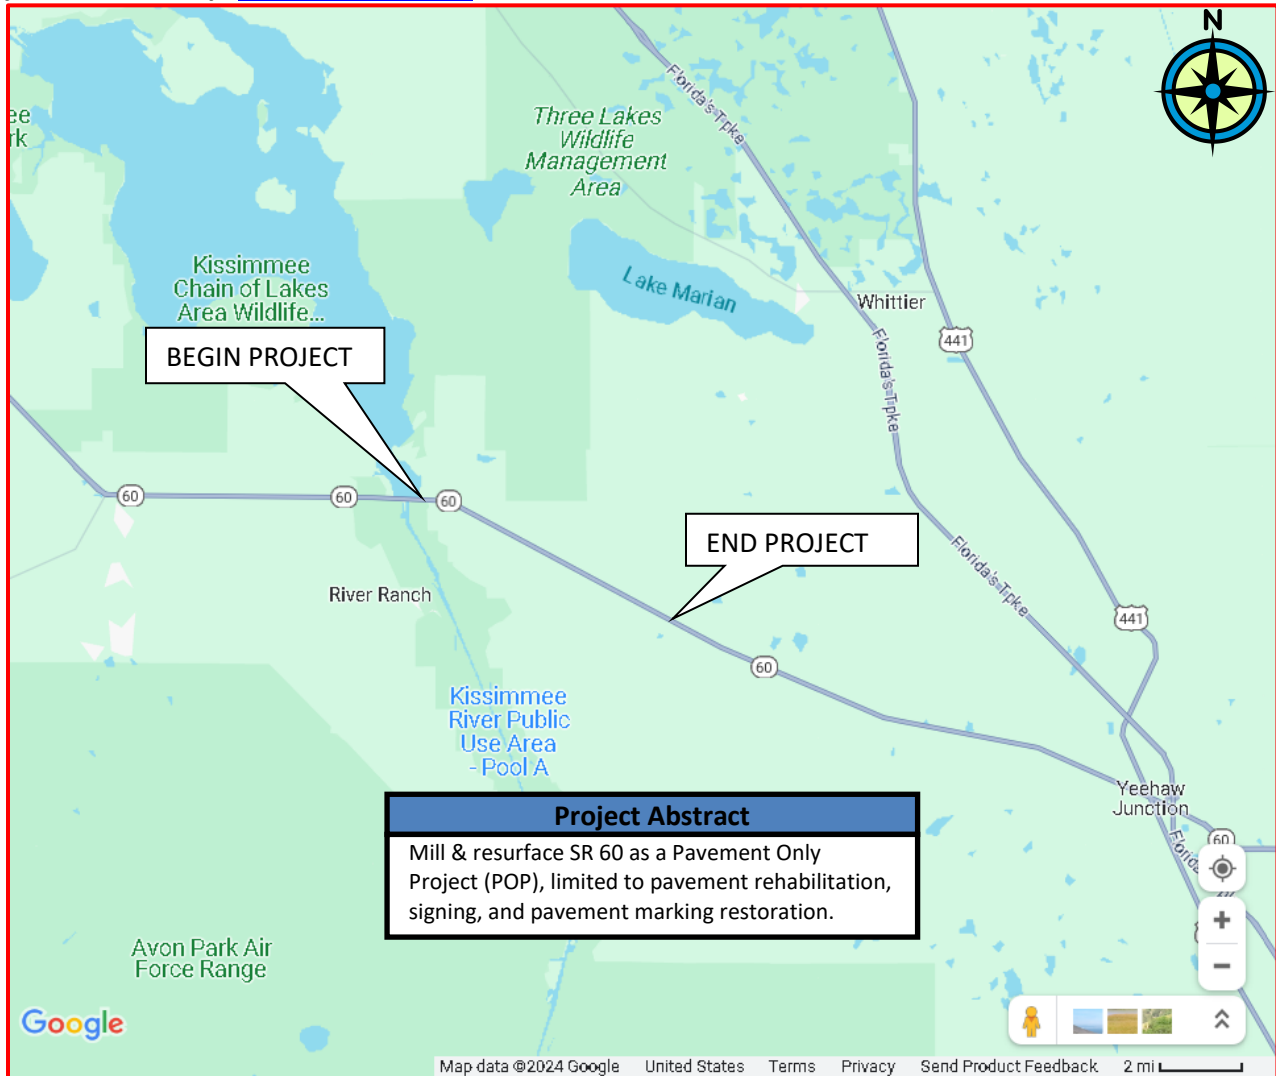 N
Florida's Tpke
Three Lakes
Wildlife
Management
Area
ee
rk
Kissimmee
Chain of Lakes
Area Wildlife...
Lake Marian
Whittier
441
Florida's Tpke
BEGIN PROJECT
60
60
60
END PROJECT
Florida's Tpke
River Ranch
441
60
Kissimmee
River Public
Use Area
- Pool A
Yeehaw
Junction
60
Florida
Project Abstract
Mill & resurface SR 60 as a Pavement Only
Project (POP), limited to pavement rehabilitation,
signing, and pavement marking restoration.
Avon Park Air
Force Range
Google
Map data ©2024 Google United States Terms Privacy Send Product Feedback 2 mi